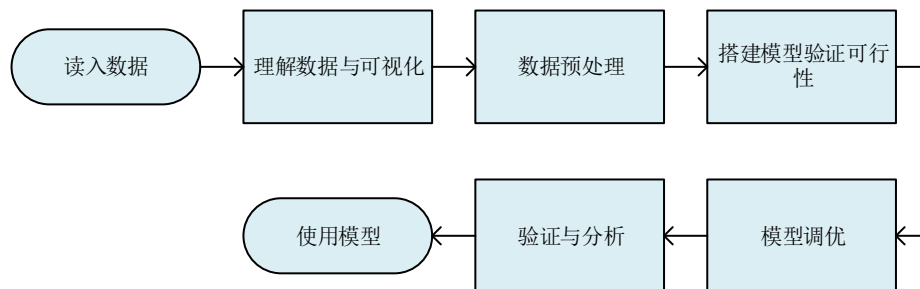 读入数据
理解数据与可视化
数据预处理
搭建模型验证可行
性
使用模型
验证与分析
模型调优